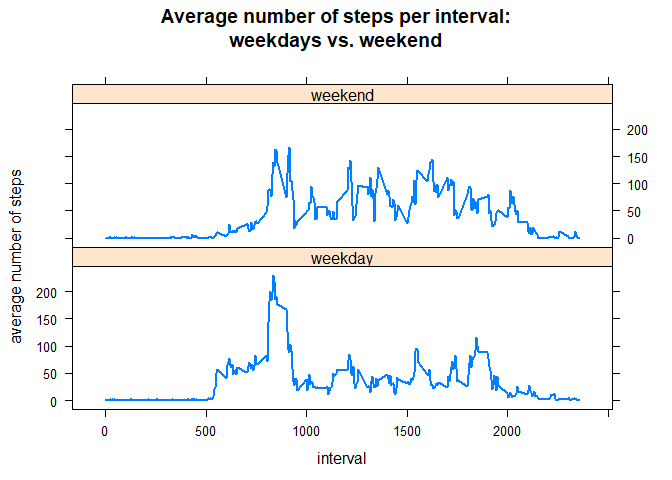 Average number of steps per interval:
weekdays vs. weekend
weekend
200
150
100
50
0
weekday
200
150
100
50
0
average number of steps
0 500 1000 1500 2000
interval